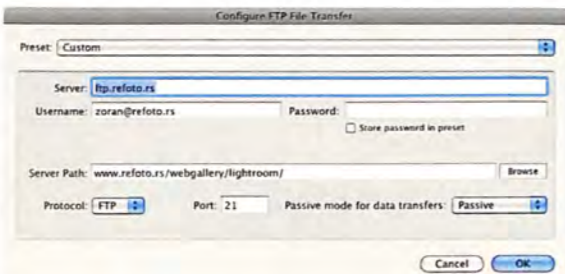 Configure FTP File Transfer
Preset: Custom
Server: ftp.refoto.rs
Username: zoran@refoto.rs Password:
Store password in preset
Server Path: www.refoto.rs/webgallery/lightroom/ Browse
Protocol: FTP Port: 21 Passive mode for data transfers: Passive
Cancel OK